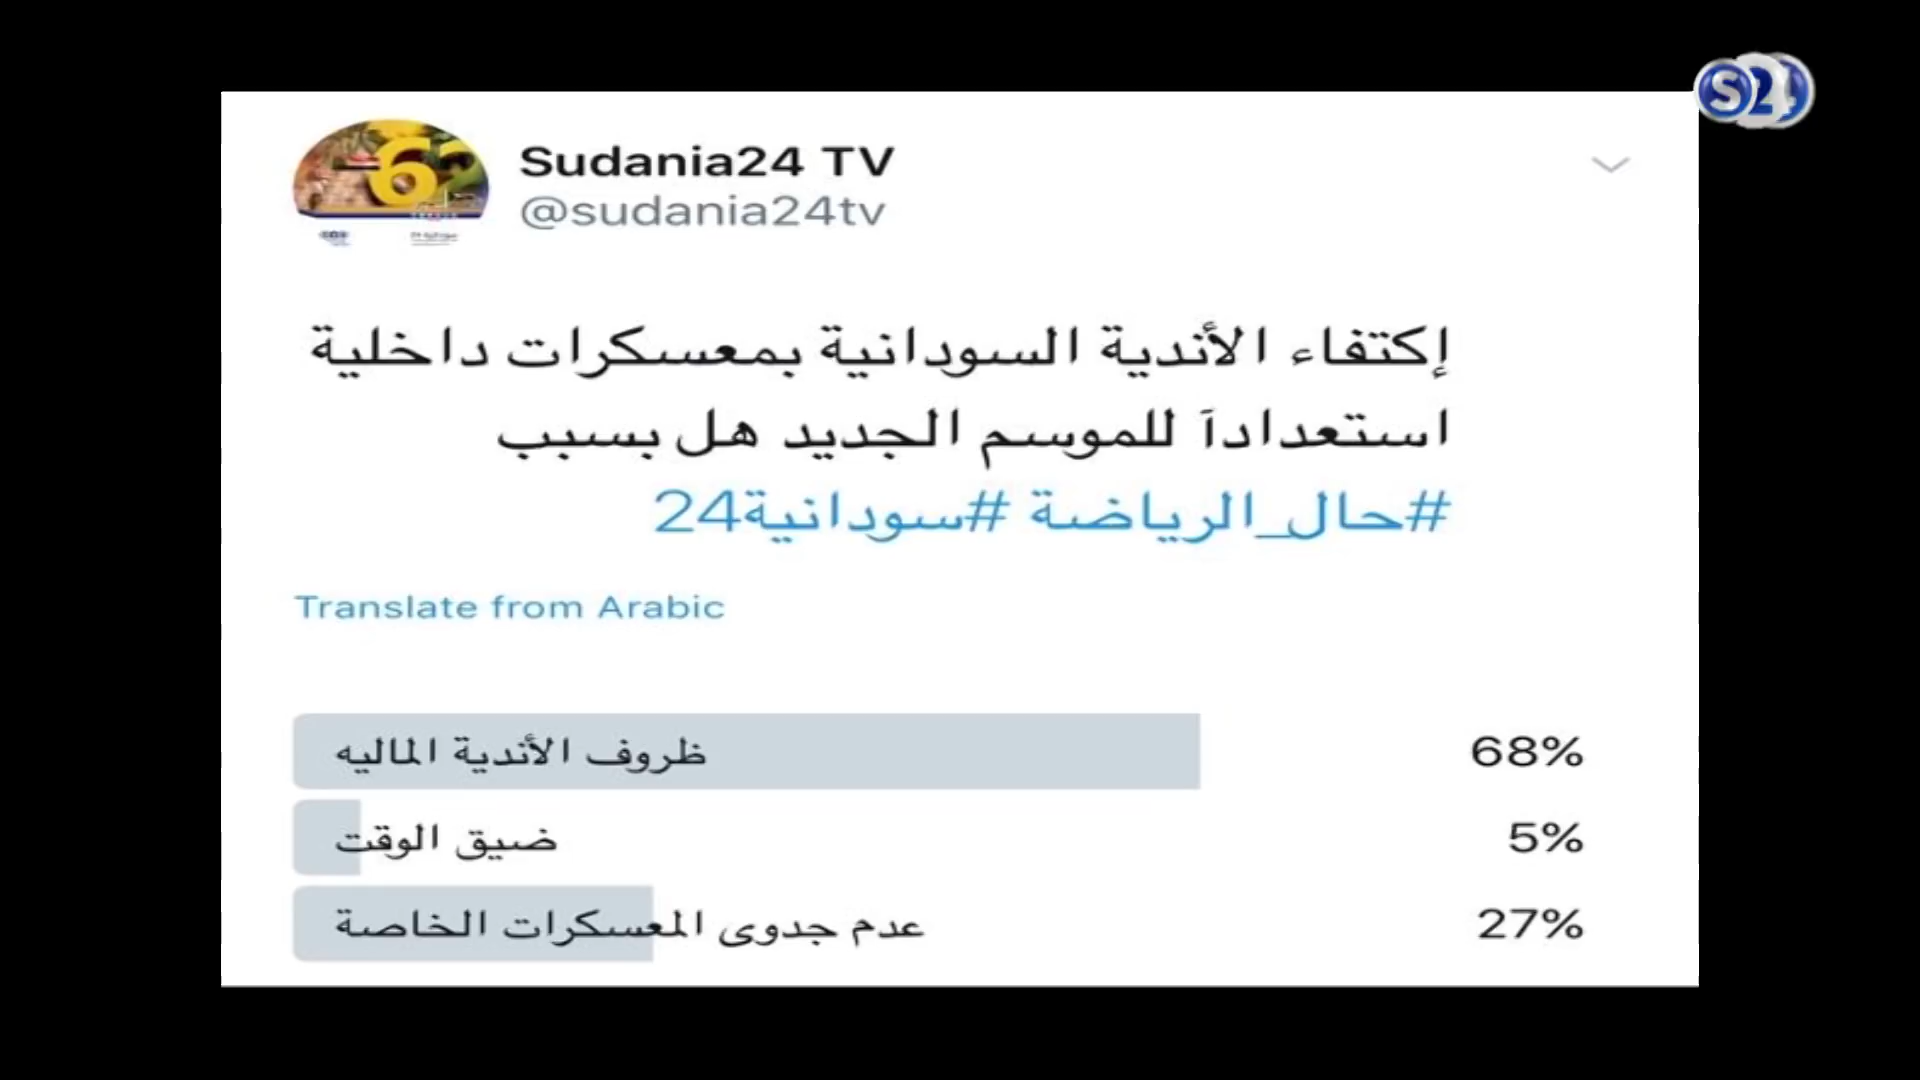 S24
Sudania24 TV
@sudania24tv
إكتفاء الأندية السودانية بمعسكرات داخلية
استعداداً للموسم الجديد هل بسبب
#حال_الرياضة #سودانية24
Translate from Arabic
ظروف الأندية الماليه 68%
ضيق الوقت 5%
عدم جدوى المعسكرات الخاصة 27%